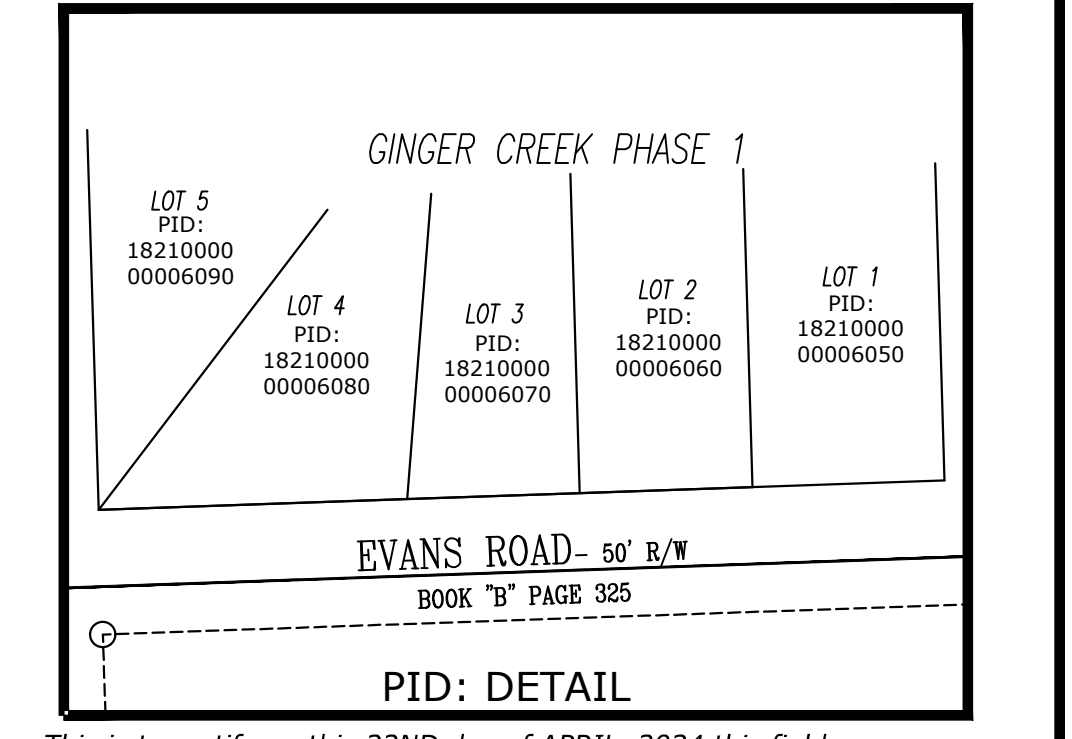 GINGER CREEK PHASE 1
LOT 5
PID:
18210000
00006090
LOT 4
PID:
18210000
00006080
LOT 3
PID:
18210000
00006070
LOT 2
PID:
18210000
00006060
LOT 1
PID:
18210000
00006050
EVANS ROAD– 50' R/W
BOOK "B" PAGE 325
PID: DETAIL